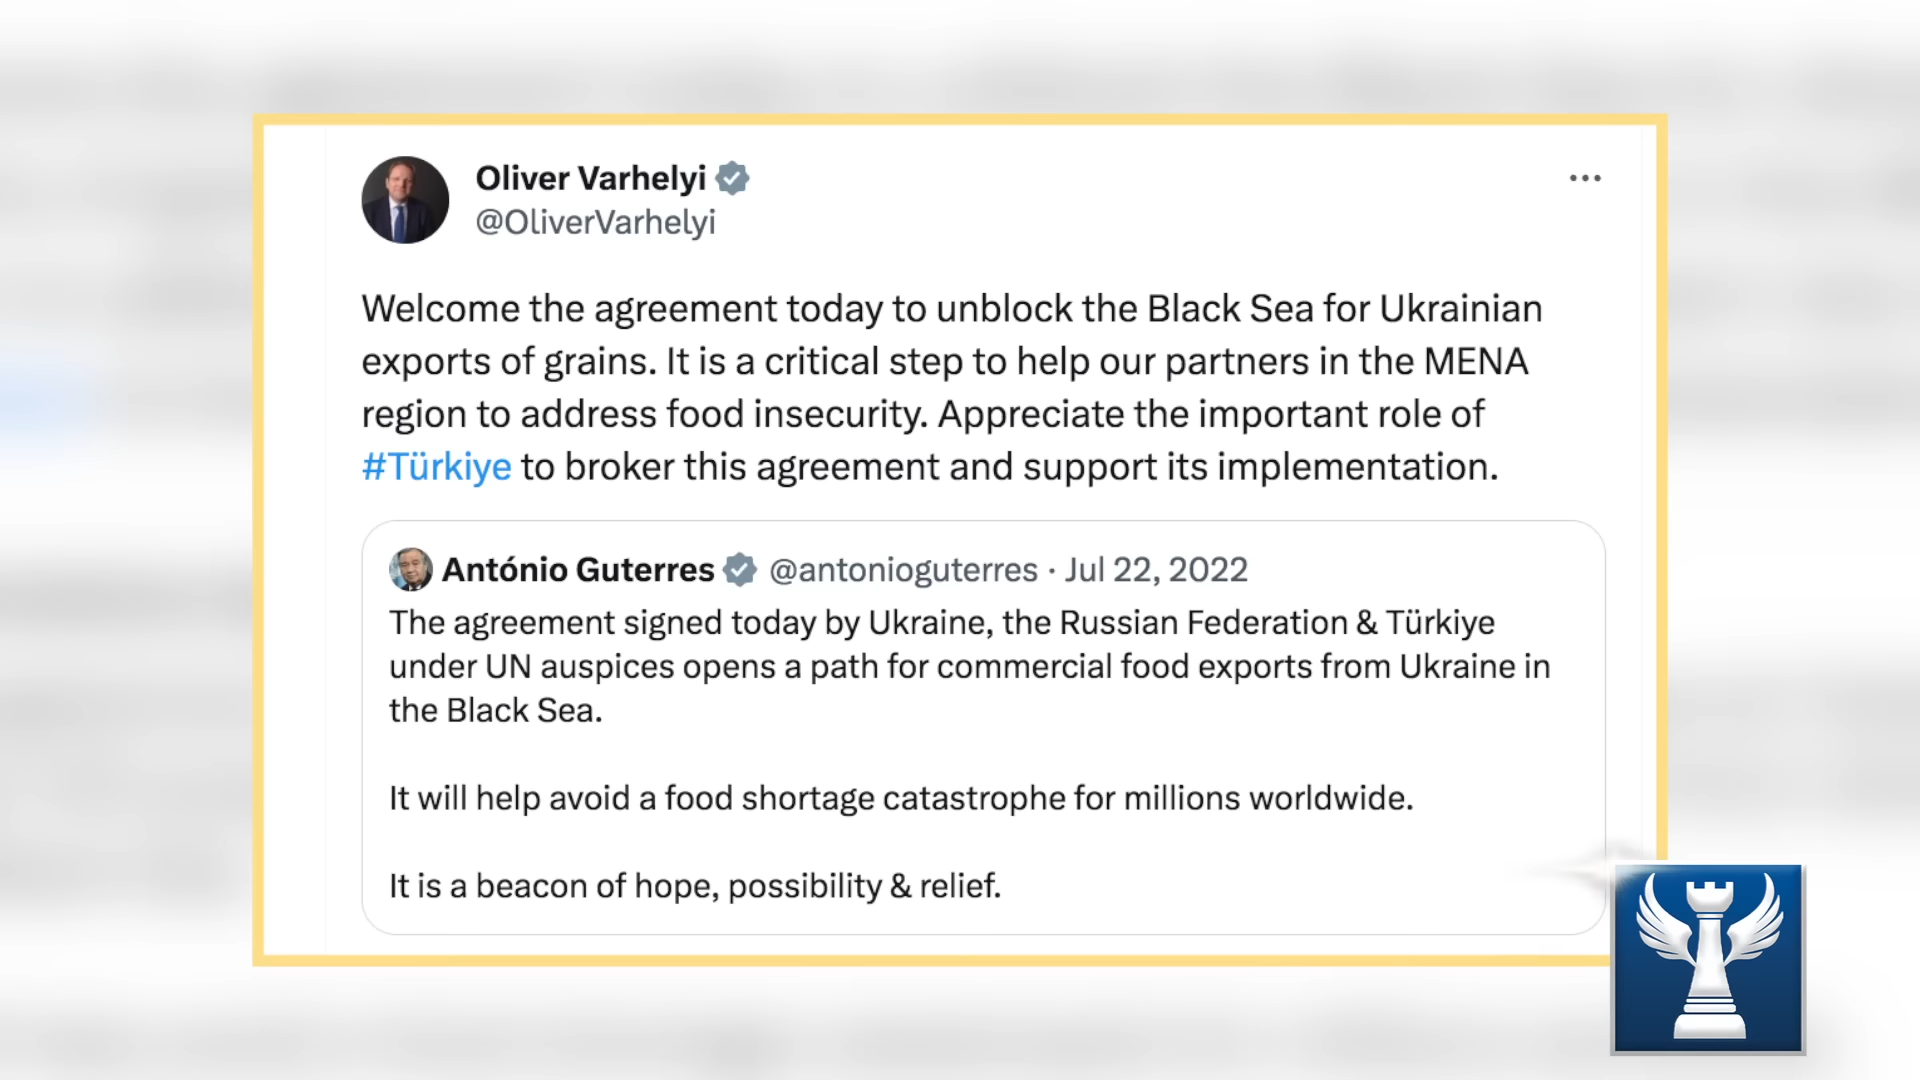 Oliver Varhelyi
@OliverVarhelyi
Welcome the agreement today to unblock the Black Sea for Ukrainian
exports of grains. It is a critical step to help our partners in the MENA
region to address food insecurity. Appreciate the important role of
#Türkiye to broker this agreement and support its implementation.
António Guterres @antonioguterres · Jul 22, 2022
The agreement signed today by Ukraine, the Russian Federation & Türkiye
under UN auspices opens a path for commercial food exports from Ukraine in
the Black Sea.
It will help avoid a food shortage catastrophe for millions worldwide.
It is a beacon of hope, possibility & relief.